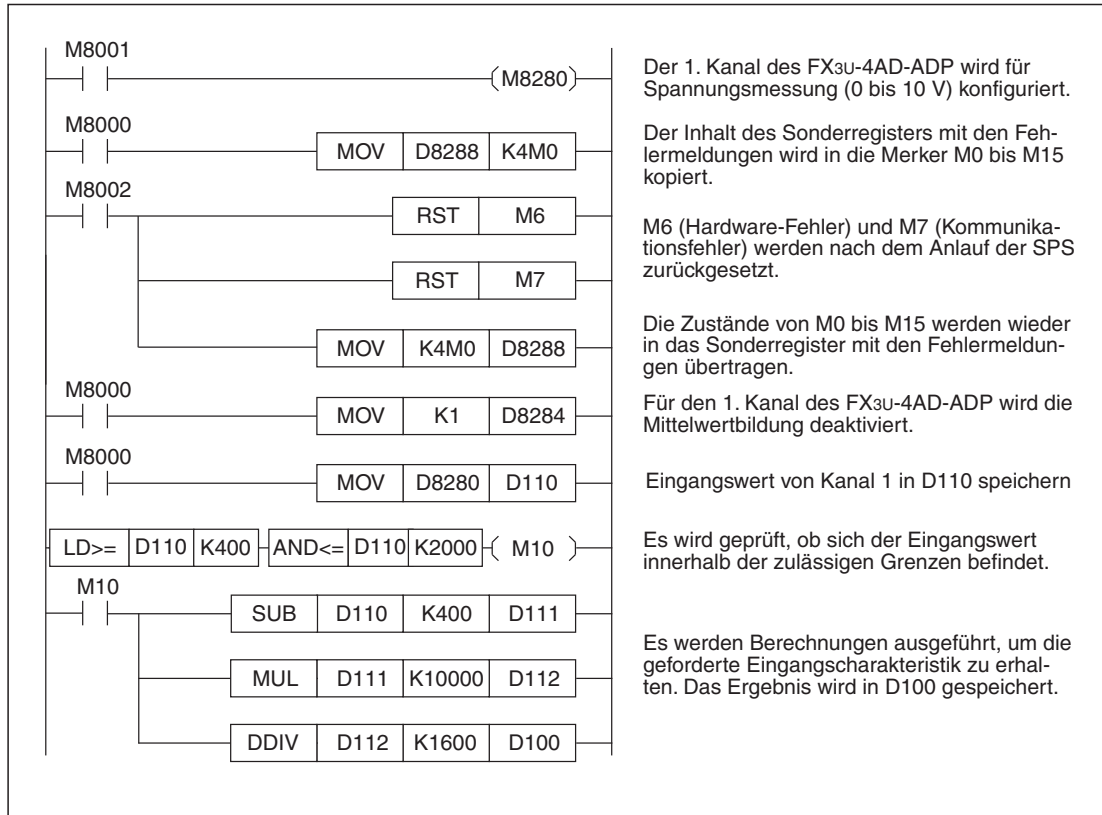 M8001
(M8280)
Der 1. Kanal des FX3U-4AD-ADP wird für
Spannungsmessung (0 bis 10 V) konfiguriert.
M8000
MOV D8288 K4M0
Der Inhalt des Sonderregisters mit den Feh-
lermeldungen wird in die Merker M0 bis M15
kopiert.
M8002
RST M6
M6 (Hardware-Fehler) und M7 (Kommunika-
tionsfehler) werden nach dem Anlauf der SPS
zurückgesetzt.
RST M7
MOV K4M0 D8288
Die Zustände von M0 bis M15 werden wieder
in das Sonderregister mit den Fehlermeldun-
gen übertragen.
M8000
MOV K1 D8284
Für den 1. Kanal des FX3U-4AD-ADP wird die
Mittelwertbildung deaktiviert.
M8000
MOV D8280 D110
Eingangswert von Kanal 1 in D110 speichern
LD>= D110 K400 AND<= D110 K2000 ( M10 )
Es wird geprüft, ob sich der Eingangswert
innerhalb der zulässigen Grenzen befindet.
M10
SUB D110 K400 D111
MUL D111 K10000 D112
DDIV D112 K1600 D100
Es werden Berechnungen ausgeführt, um die
geforderte Eingangscharakteristik zu erhal-
ten. Das Ergebnis wird in D100 gespeichert.